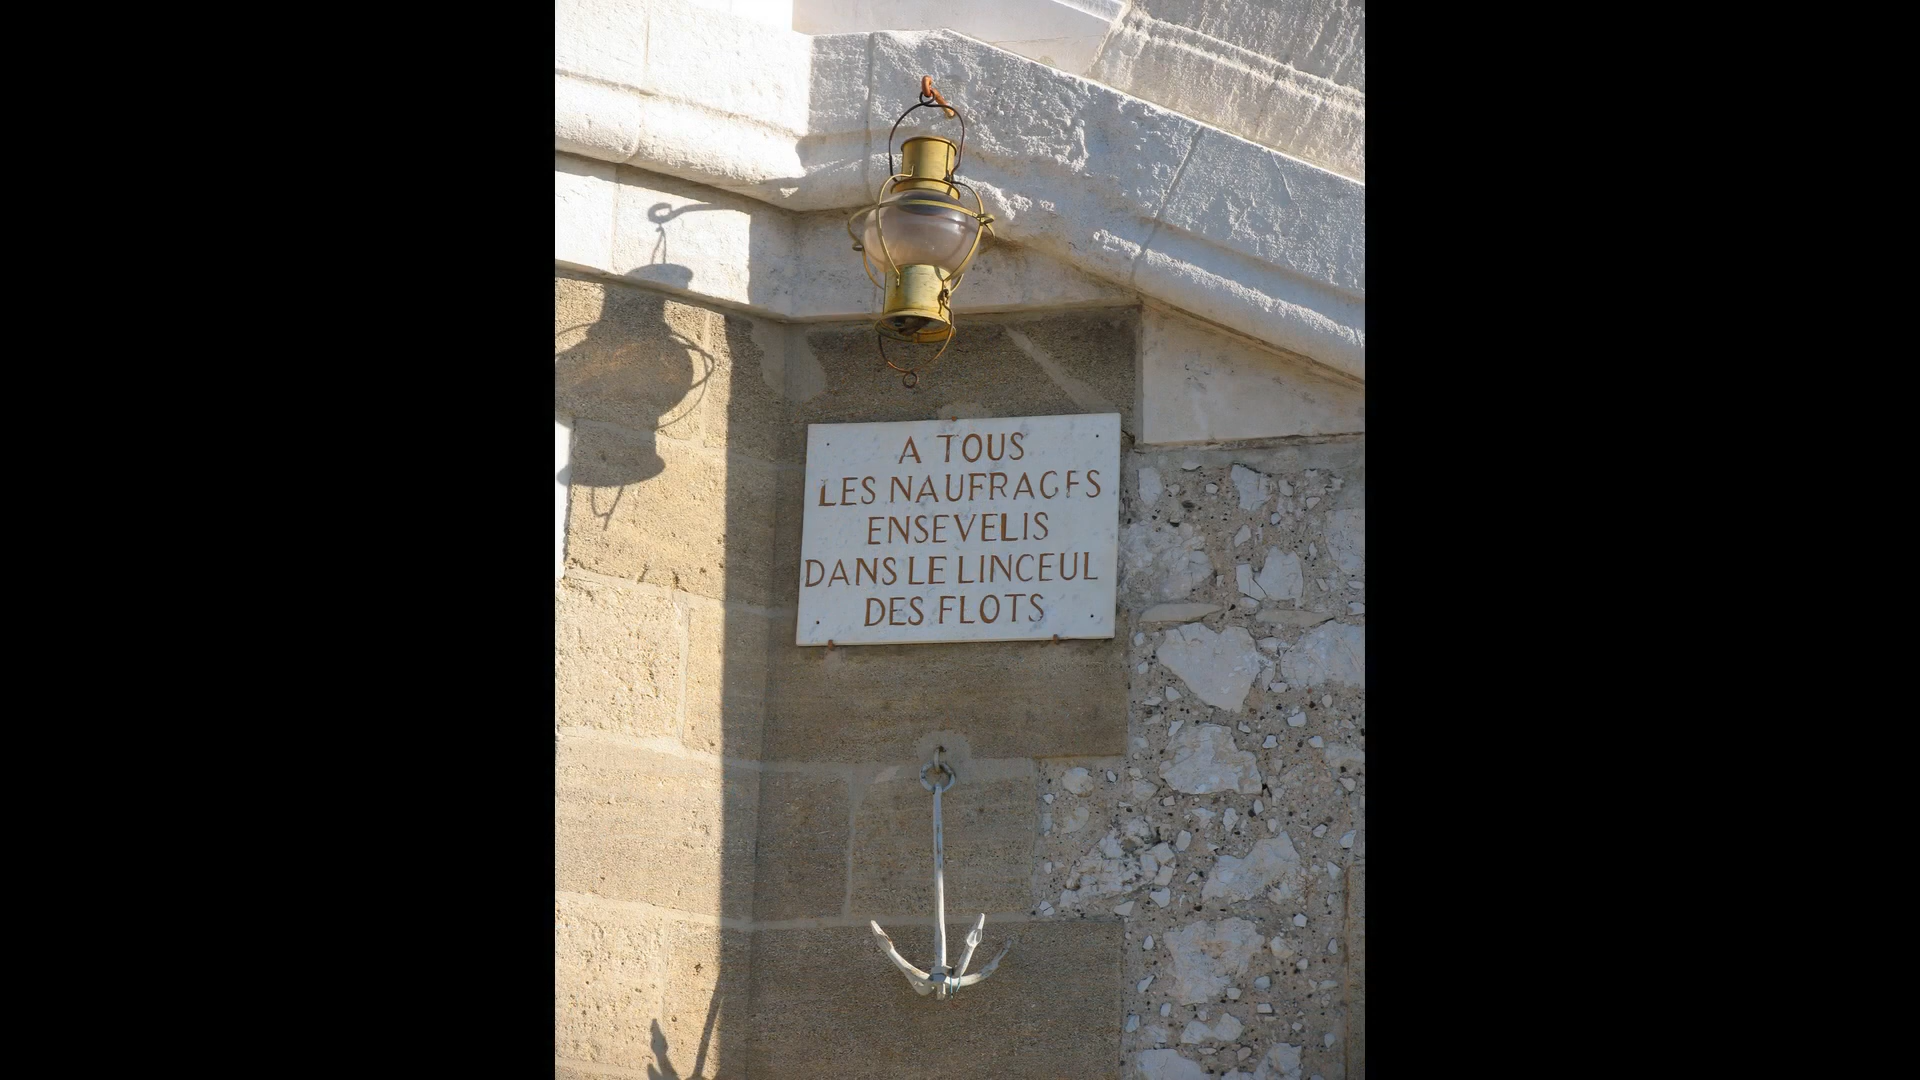 A TOUS
LES NAUFRAGES
ENSEVELIS
DANS LE LINCEUL
DES FLOTS